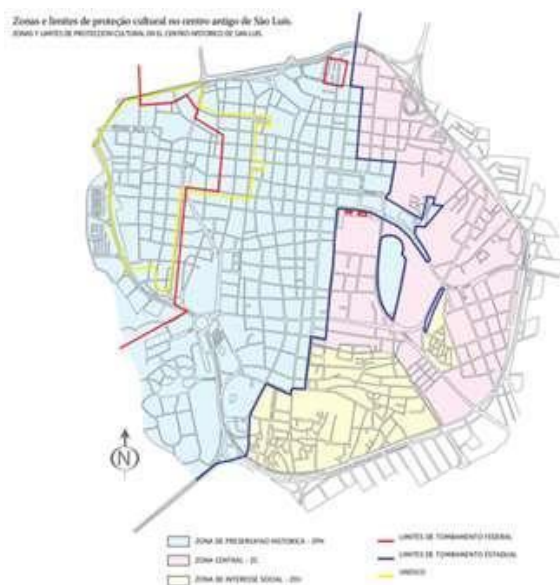 Zonas e limites de proteção cultural no centro antigo de São Luís.
ZONAS Y LIMITES DE PROTECCION CULTURAL EN EL CENTRO HISTORICO DE SAN LUIS.
N
ZONA DE PRESERVAÇÃO HISTORICA - ZPH
ZONA CENTRAL - ZC
ZONA DE INTERESSE SOCIAL - ZIS
LIMITES DE TOMBAMENTO FEDERAL
LIMITES DE TOMBAMENTO ESTADUAL
UNESCO